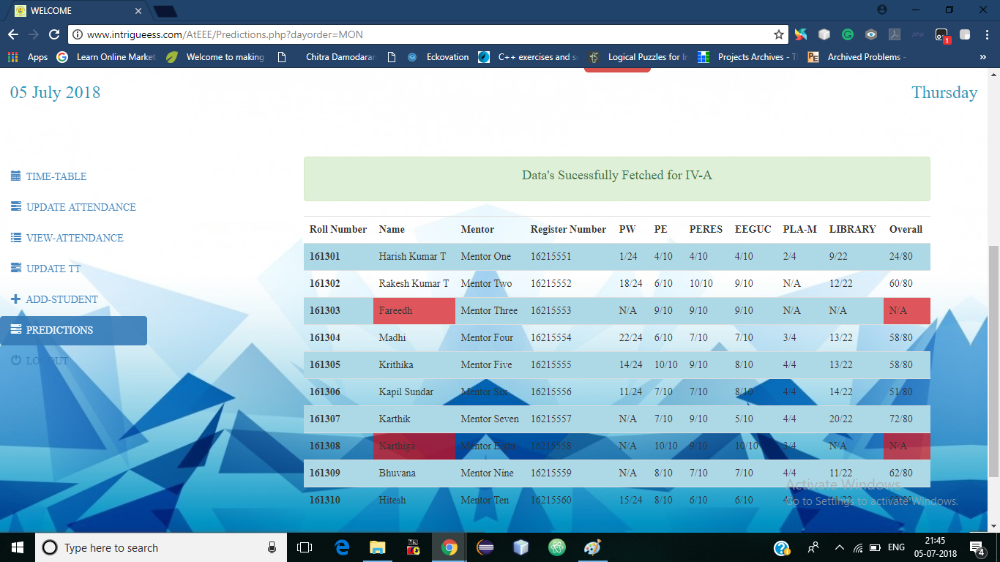 WELCOME
www.intrigueess.com/AtEEE/Predictions.php?dayorder=MON
Apps Learn Online Market Welcome to making Chitra Damodaran Eckovation C++ exercises and so Logical Puzzles for In Projects Archives - T Archived Problems -
05 July 2018 Thursday
TIME-TABLE
UPDATE ATTENDANCE
VIEW-ATTENDANCE
UPDATE TT
ADD-STUDENT
PREDICTIONS
LOGOUT
Data's Sucessfully Fetched for IV-A
Roll Number Name Mentor Register Number PW PE PERES EEGUC PLA-M LIBRARY Overall
161301 Harish Kumar T Mentor One 16215551 1/24 4/10 4/10 4/10 2/4 9/22 24/80
161302 Rakesh Kumar T Mentor Two 16215552 18/24 6/10 10/10 9/10 N/A 12/22 60/80
161303 Fareedh Mentor Three 16215553 N/A 9/10 9/10 9/10 N/A N/A N/A
161304 Madhi Mentor Four 16215554 22/24 6/10 7/10 7/10 3/4 13/22 58/80
161305 Krithika Mentor Five 16215555 14/24 10/10 9/10 8/10 4/4 13/22 58/80
161306 Kapil Sundar Mentor Six 16215556 11/24 7/10 7/10 8/10 4/4 14/22 51/80
161307 Karthik Mentor Seven 16215557 N/A 7/10 9/10 5/10 4/4 20/22 72/80
161308 Karthiga Mentor Eight 16215558 N/A 10/10 9/10 10/10 3/4 N/A N/A
161309 Bhuvana Mentor Nine 16215559 N/A 8/10 7/10 7/10 4/4 11/22 62/80
161310 Hitesh Mentor Ten 16215560 15/24 8/10 6/10 6/10
Activate Windows
Go to Settings to activate Windows.
Type here to search
ENG
21:45
05-07-2018
4